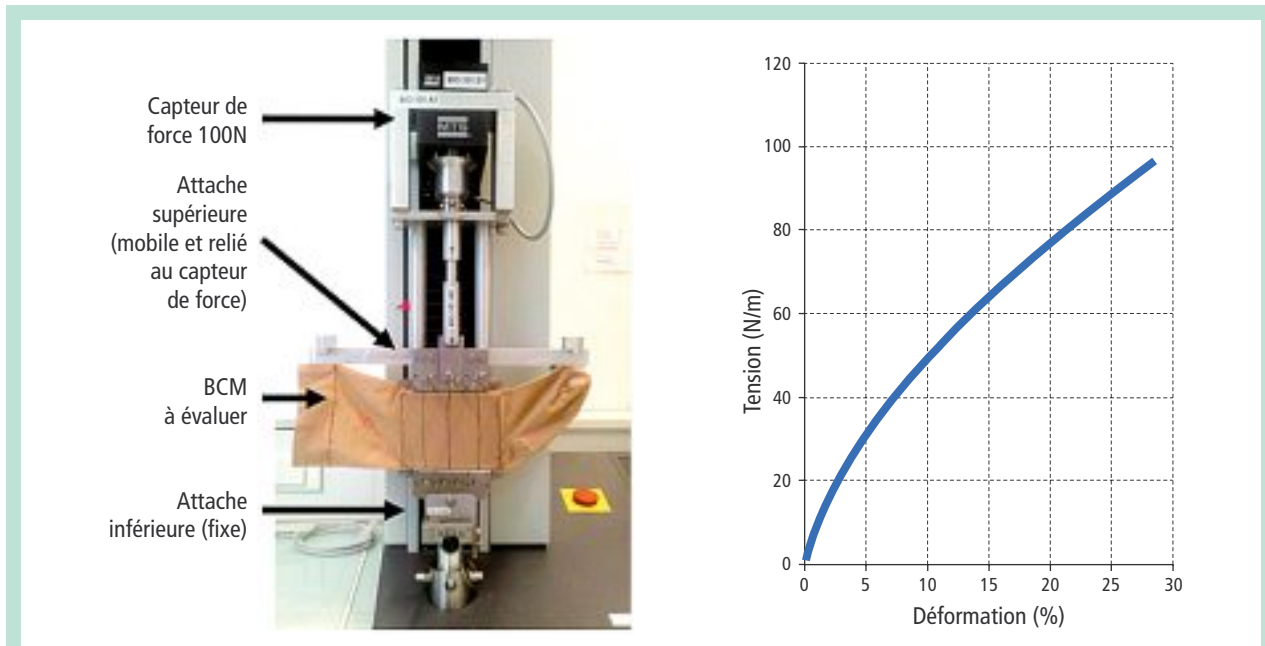 Capteur de
force 100N
Attache
supérieure
(mobile et relié
au capteur
de force)
BCM
à évaluer
Attache
inférieure (fixe)
MTS
Tension (N/m)
120
100
80
60
40
20
0
0 5 10 15 20 25 30
Déformation (%)